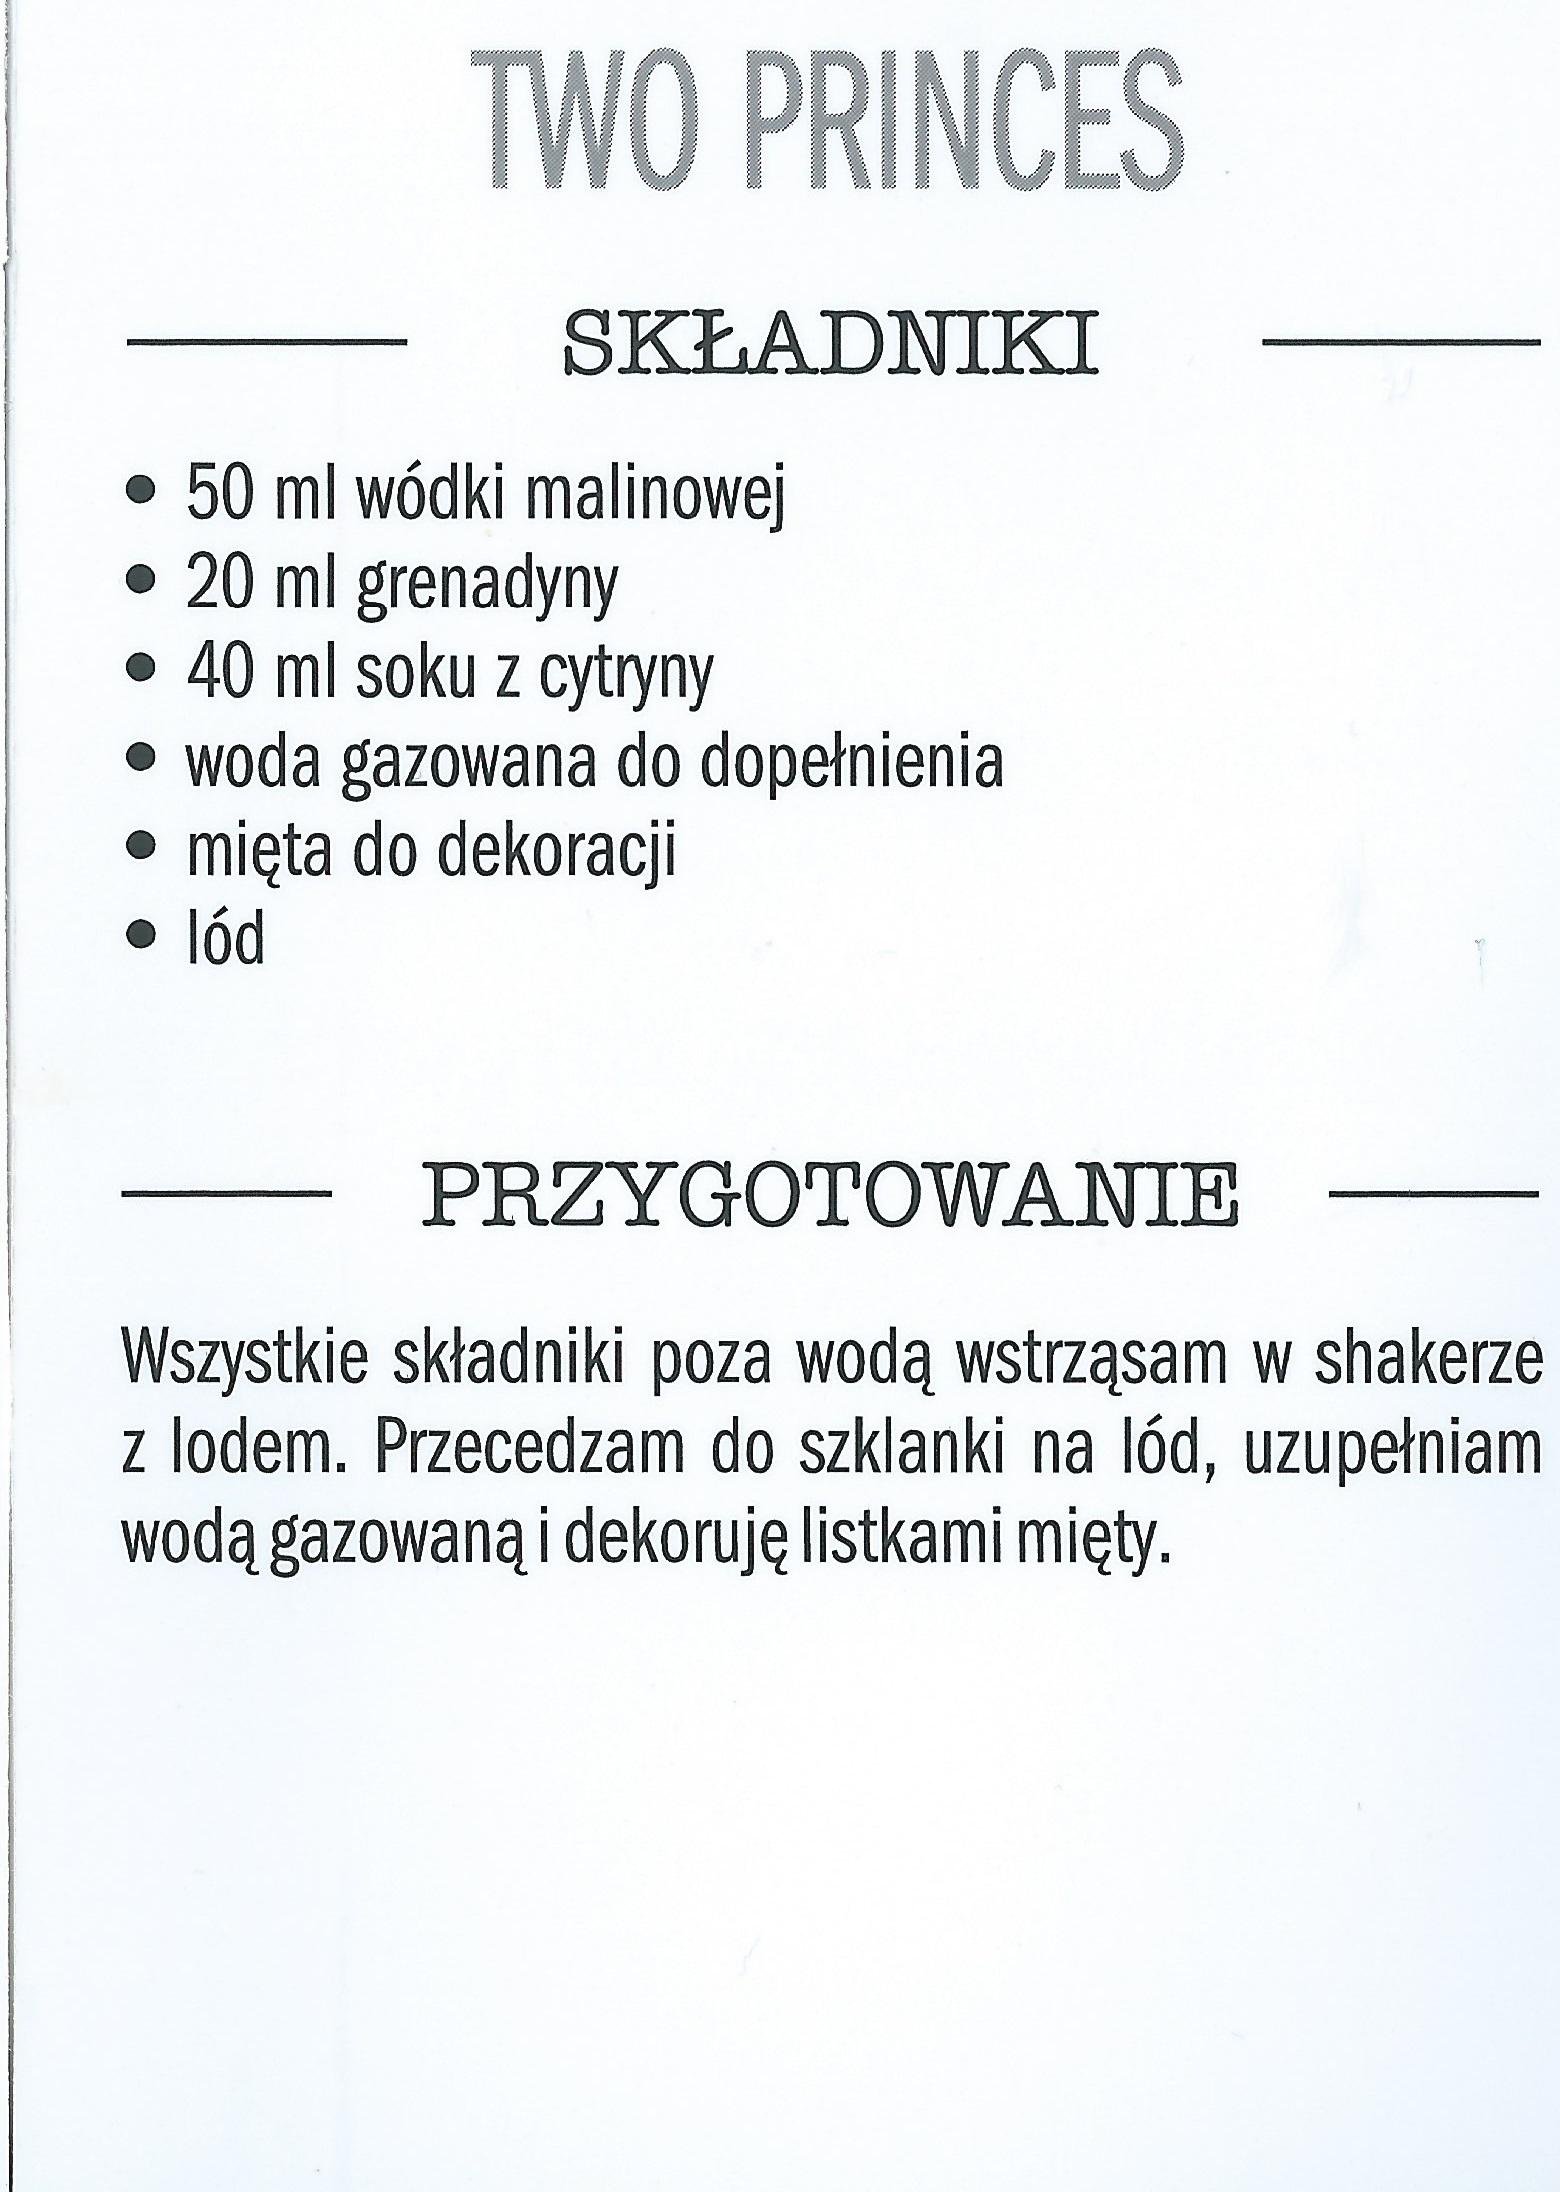 TWO PRINCES
SKŁADNIKI
• 50 ml wódki malinowej
• 20 ml grenadyny
• 40 ml soku z cytryny
• woda gazowana do dopełnienia
• mięta do dekoracji
• lód
PRZYGOTOWANIE
Wszystkie składniki poza wodą wstrząsam w shakerze
z lodem. Przecedzam do szklanki na lód, uzupełniam
wodą gazowaną i dekoruję listkami mięty.